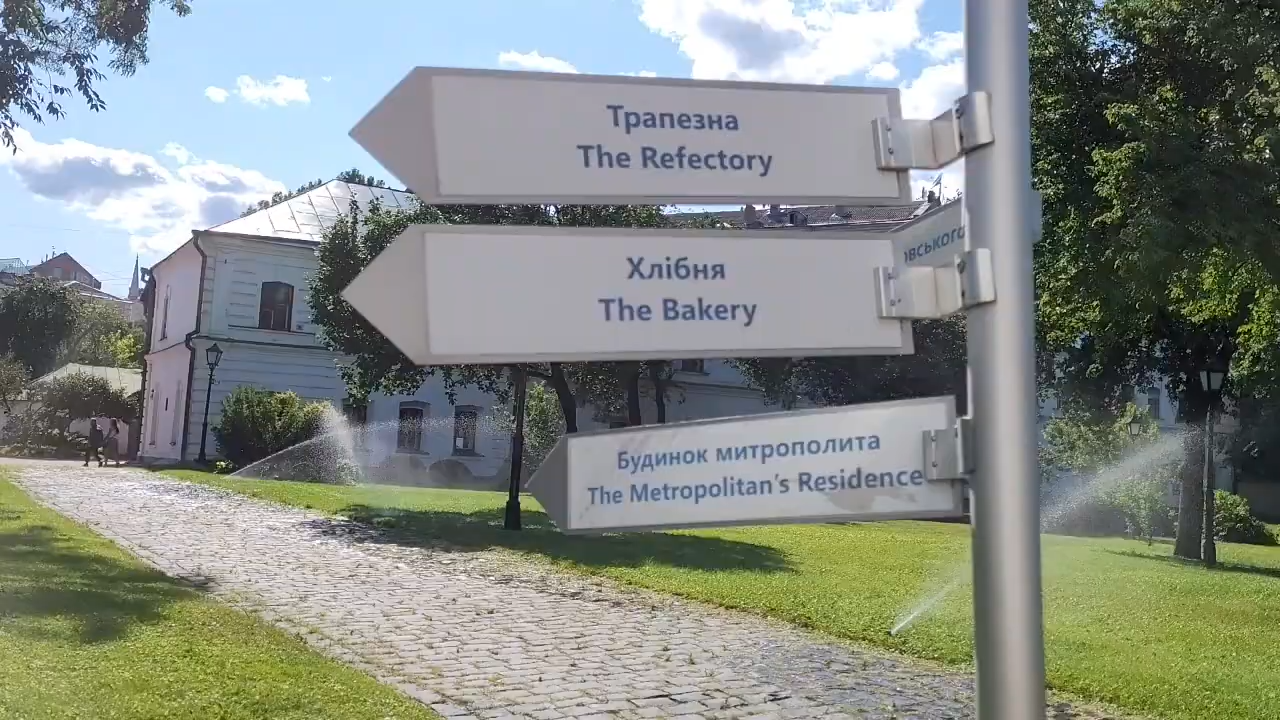 Трапезна
The Refectory
Хлібня
The Bakery
Будинок митрополита
The Metropolitan's Residence